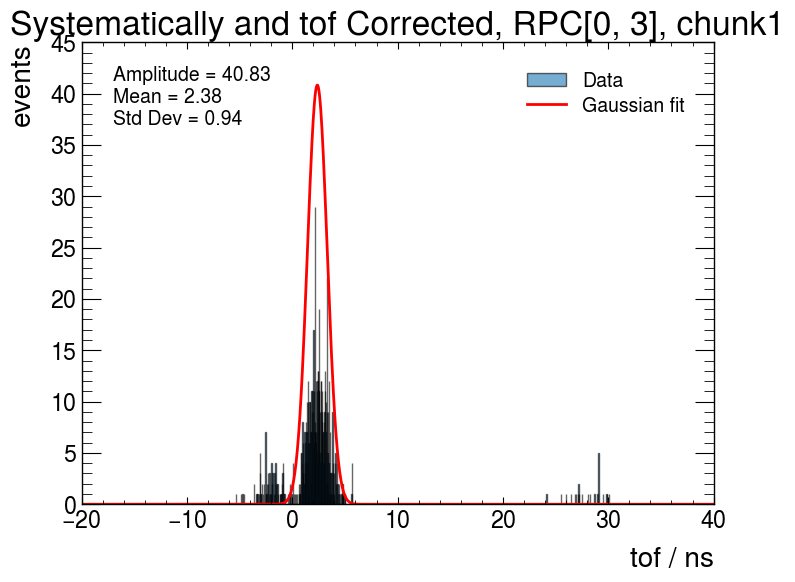 Systematically and tof Corrected, RPC[0, 3], chunk1
events
45
40
35
30
25
20
15
10
5
0
Amplitude = 40.83
Mean = 2.38
Std Dev = 0.94
Data
Gaussian fit
−20
−10
0
10
20
30
40
tof / ns